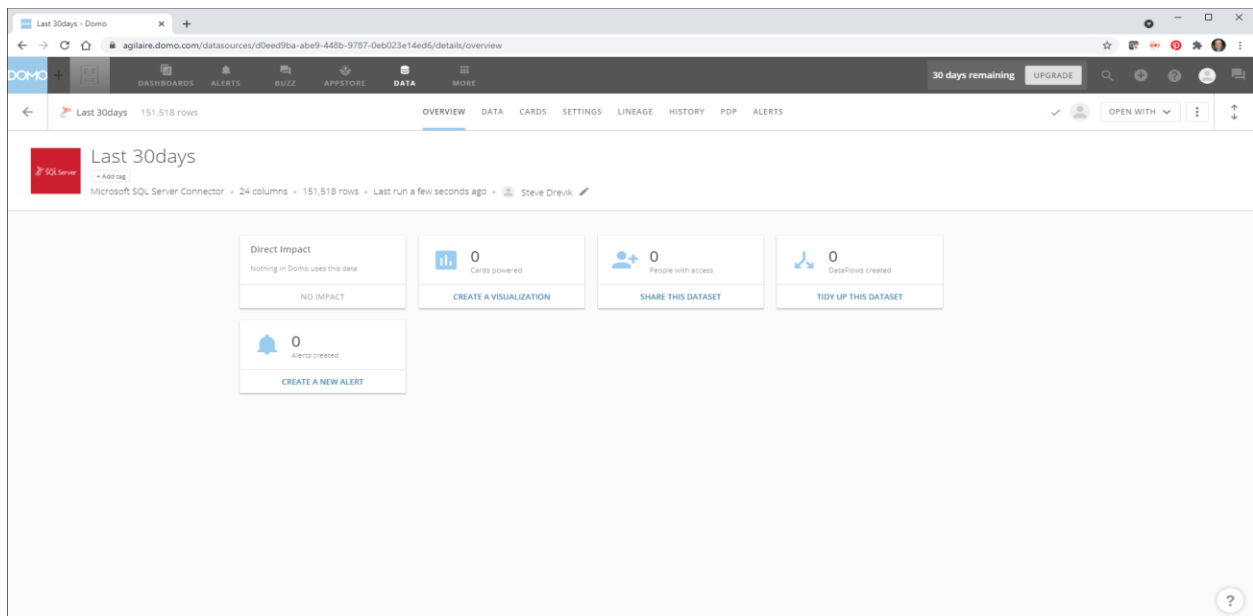 Last 30days - Domo
agilaire.domo.com/datasources/d0eed9ba-abe9-448b-9787-0eb023e14ed6/details/overview
DOMO
DASHBOARDS ALERTS BUZZ APPSTORE DATA MORE
30 days remaining UPGRADE
Last 30days 151,518 rows
OVERVIEW DATA CARDS SETTINGS LINEAGE HISTORY PDP ALERTS
OPEN WITH
SQL Server
Last 30days
+ Add tag
Microsoft SQL Server Connector • 24 columns • 151,518 rows • Last run a few seconds ago • Steve Drevik
Direct Impact
Nothing in Domo uses this data
NO IMPACT
0
Cards powered
CREATE A VISUALIZATION
0
People with access
SHARE THIS DATASET
0
DataFlows created
TIDY UP THIS DATASET
0
Alerts created
CREATE A NEW ALERT
?